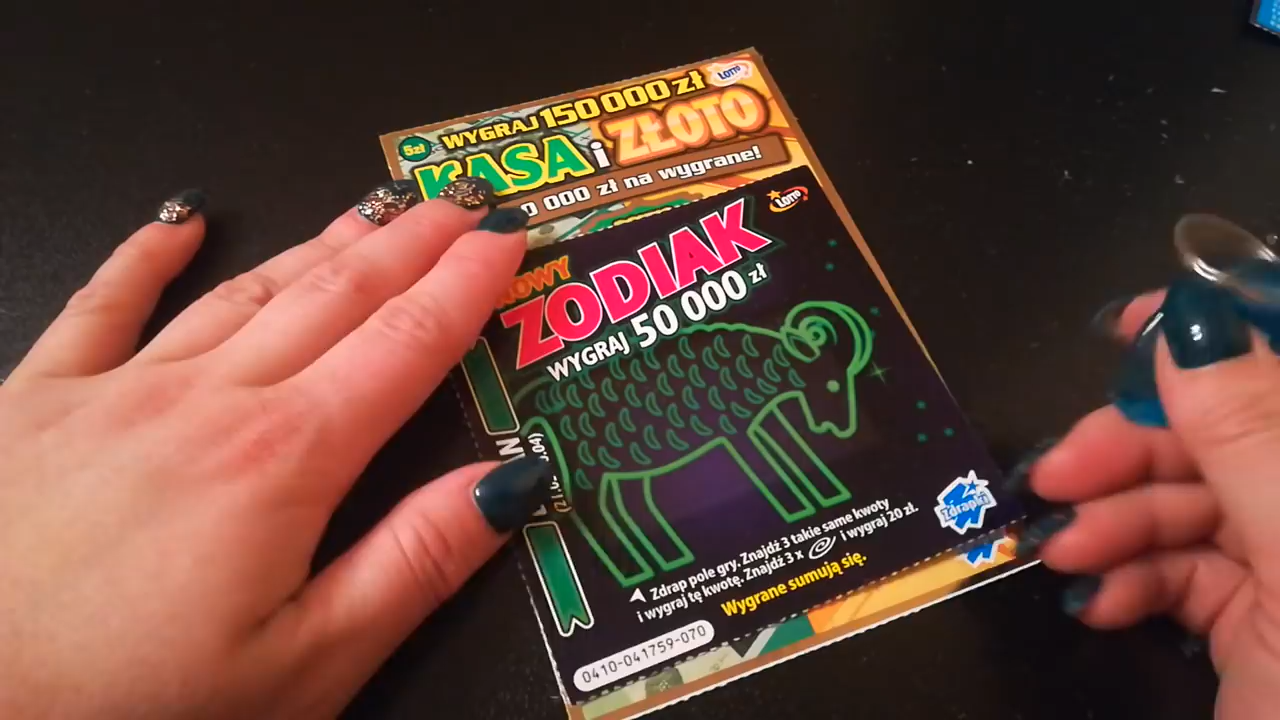 WYGRAJ 150 000 zł
LOTTO
5zł
KASA i ZŁOTO
0 000 zł na wygrane!
LOTTO
NOWY
ZODIAK
WYGRAJ 50 000 zł
Zdrapki
Zdrap pole gry. Znajdź 3 takie same kwoty
i wygraj tę kwotę. Znajdź 3 x i wygraj 20 zł.
Wygrane sumują się.
0410-041759-070